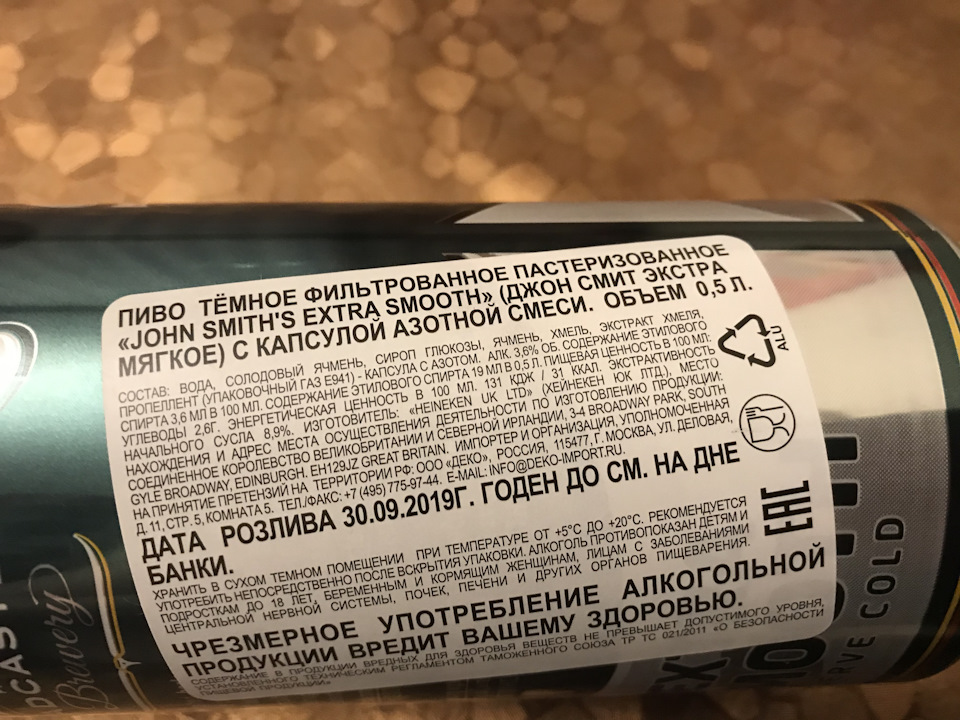 ПИВО ТЁМНОЕ ФИЛЬТРОВАННОЕ ПАСТЕРИЗОВАННОЕ
«JOHN SMITH'S EXTRA SMOOTH» (ДЖОН СМИТ ЭКСТРА
МЯГКОЕ) С КАПСУЛОЙ АЗОТНОЙ СМЕСИ. ОБЪЕМ 0,5 Л.
СОСТАВ: ВОДА, СОЛОДОВЫЙ ЯЧМЕНЬ, СИРОП ГЛЮКОЗЫ, ЯЧМЕНЬ, ХМЕЛЬ, ЭКСТРАКТ ХМЕЛЯ,
ПРОПЕЛЛЕНТ (УПАКОВОЧНЫЙ ГАЗ Е941) - КАПСУЛА С АЗОТОМ. АЛК. 3,6% ОБ. СОДЕРЖАНИЕ ЭТИЛОВОГО
СПИРТА 3,6 МЛ В 100 МЛ. СОДЕРЖАНИЕ ЭТИЛОВОГО СПИРТА 19 МЛ В 0,5 Л. ПИЩЕВАЯ ЦЕННОСТЬ В 100 МЛ:
УГЛЕВОДЫ 2,6Г. ЭНЕРГЕТИЧЕСКАЯ ЦЕННОСТЬ В 100 МЛ. 131 КДЖ / 31 ККАЛ. ЭКСТРАКТИВНОСТЬ
НАЧАЛЬНОГО СУСЛА 8,9%. ИЗГОТОВИТЕЛЬ: «HEINEKEN UK LTD» (ХЕЙНЕКЕН ЮК ЛТД.), МЕСТО
НАХОЖДЕНИЯ И АДРЕС МЕСТА ОСУЩЕСТВЛЕНИЯ ДЕЯТЕЛЬНОСТИ ПО ИЗГОТОВЛЕНИЮ ПРОДУКЦИИ:
СОЕДИНЕННОЕ КОРОЛЕВСТВО ВЕЛИКОБРИТАНИИ И СЕВЕРНОЙ ИРЛАНДИИ, 3-4 BROADWAY PARK, SOUTH
GYLE BROADWAY, EDINBURGH. EH129JZ GREAT BRITAIN. ИМПОРТЕР И ОРГАНИЗАЦИЯ, УПОЛНОМОЧЕННАЯ
НА ПРИНЯТИЕ ПРЕТЕНЗИЙ НА ТЕРРИТОРИИ РФ: ООО «ДЕКО», РОССИЯ, 115477, Г. МОСКВА, УЛ. ДЕЛОВАЯ,
Д. 11, СТР. 5, КОМНАТА 5. ТЕЛ./ФАКС: +7 (495) 775-97-44. E-MAIL: INFO@DEKO-IMPORT.RU.
ДАТА РОЗЛИВА 30.09.2019Г. ГОДЕН ДО СМ. НА ДНЕ
БАНКИ.
ХРАНИТЬ В СУХОМ ТЕМНОМ ПОМЕЩЕНИИ ПРИ ТЕМПЕРАТУРЕ ОТ +5°С ДО +20°С. РЕКОМЕНДУЕТСЯ
УПОТРЕБИТЬ НЕПОСРЕДСТВЕННО ПОСЛЕ ВСКРЫТИЯ УПАКОВКИ. АЛКОГОЛЬ ПРОТИВОПОКАЗАН ДЕТЯМ И
ПОДРОСТКАМ ДО 18 ЛЕТ, БЕРЕМЕННЫМ И КОРМЯЩИМ ЖЕНЩИНАМ, ЛИЦАМ С ЗАБОЛЕВАНИЯМИ
ЦЕНТРАЛЬНОЙ НЕРВНОЙ СИСТЕМЫ, ПОЧЕК, ПЕЧЕНИ И ДРУГИХ ОРГАНОВ ПИЩЕВАРЕНИЯ.
ЧРЕЗМЕРНОЕ УПОТРЕБЛЕНИЕ АЛКОГОЛЬНОЙ
ПРОДУКЦИИ ВРЕДИТ ВАШЕМУ ЗДОРОВЬЮ.
СОДЕРЖАНИЕ В ПРОДУКЦИИ ВРЕДНЫХ ДЛЯ ЗДОРОВЬЯ ВЕЩЕСТВ НЕ ПРЕВЫШАЕТ ДОПУСТИМОГО УРОВНЯ,
УСТАНОВЛЕННОГО ТЕХНИЧЕСКИМ РЕГЛАМЕНТОМ ТАМОЖЕННОГО СОЮЗА ТР ТС 021/2011 «О БЕЗОПАСНОСТИ
ПИЩЕВОЙ ПРОДУКЦИИ»
ALU
EAC
Brewery
COLD